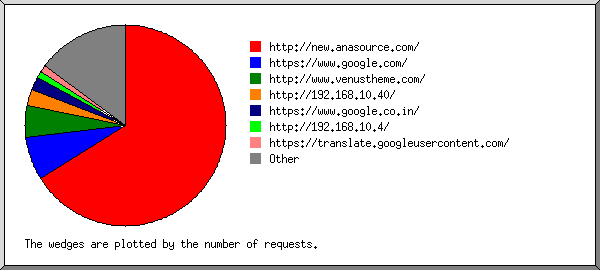 http://new.anasource.com/
https://www.google.com/
http://www.venustheme.com/
http://192.168.10.40/
https://www.google.co.in/
http://192.168.10.4/
https://translate.googleusercontent.com/
Other
The wedges are plotted by the number of requests.